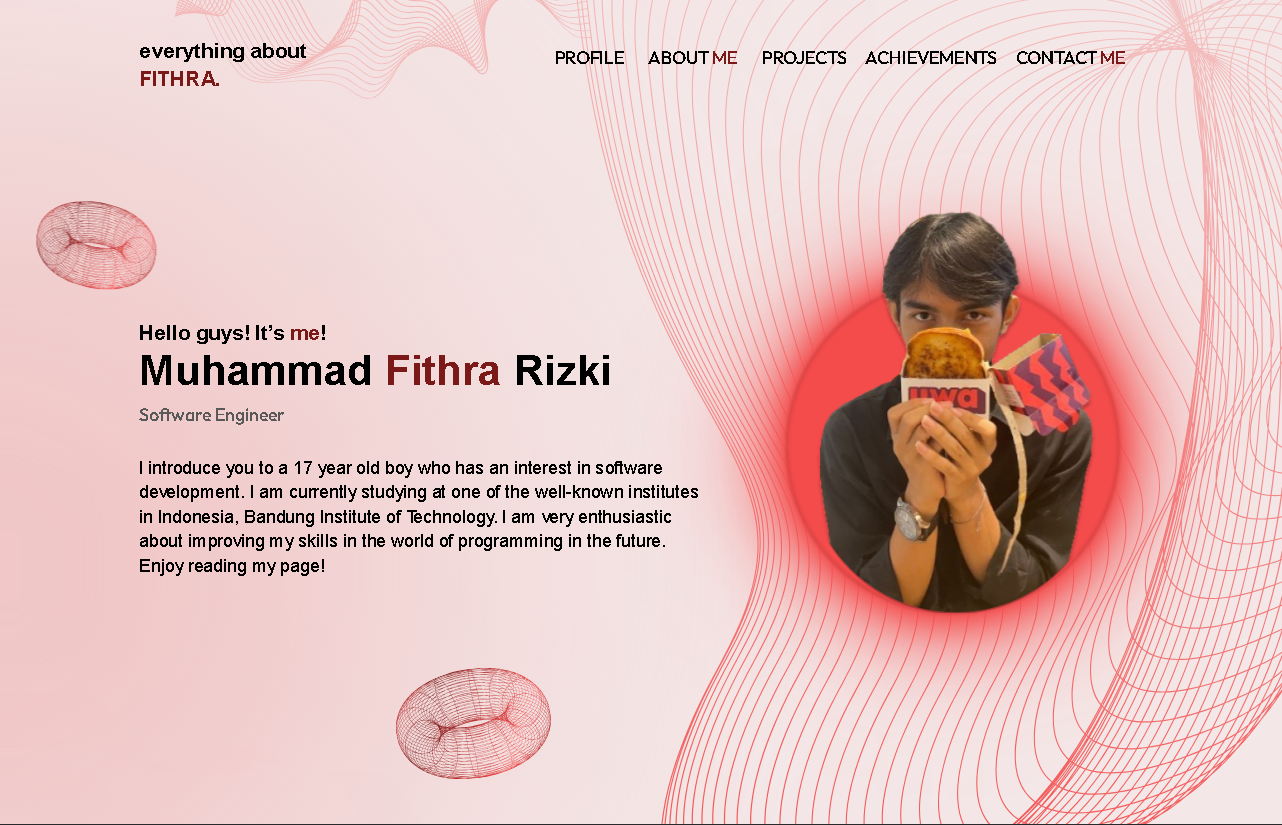 everything about
FITHRA.
PROFILE ABOUT ME PROJECTS ACHIEVEMENTS CONTACT ME
Hello guys! It’s me!
Muhammad Fithra Rizki
Software Engineer
I introduce you to a 17 year old boy who has an interest in software
development. I am currently studying at one of the well-known institutes
in Indonesia, Bandung Institute of Technology. I am very enthusiastic
about improving my skills in the world of programming in the future.
Enjoy reading my page!
uwa